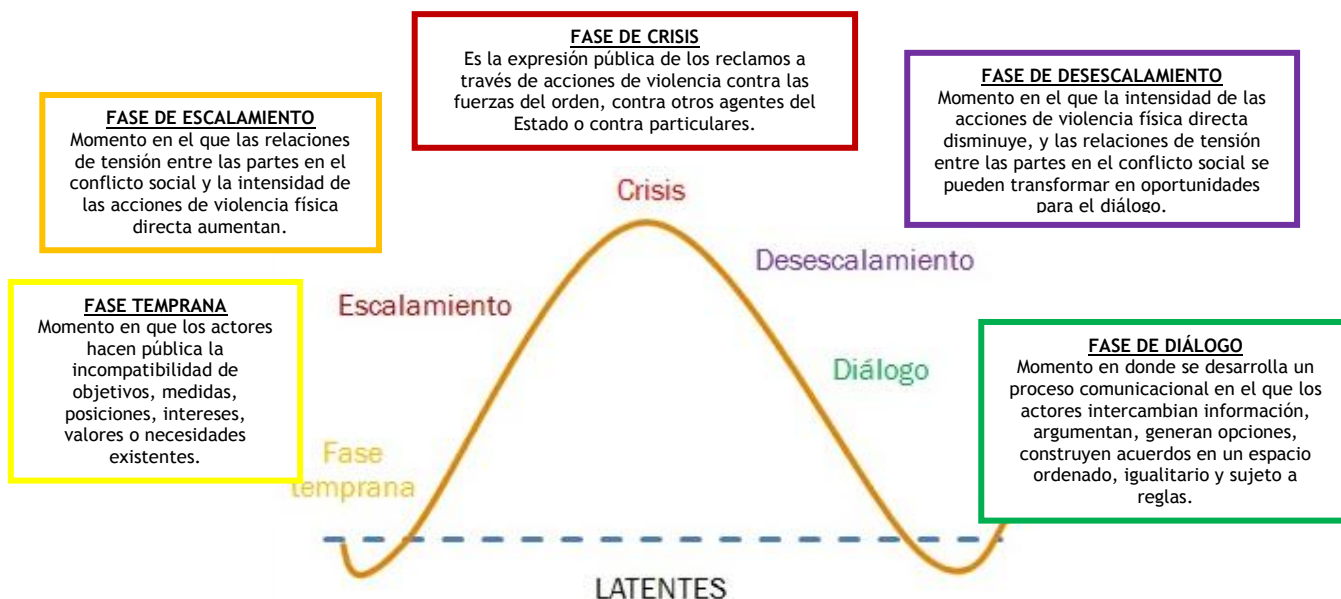 FASE DE CRISIS
Es la expresión pública de los reclamos a
través de acciones de violencia contra las
fuerzas del orden, contra otros agentes del
Estado o contra particulares.
FASE DE DESESCALAMIENTO
Momento en el que la intensidad de las
acciones de violencia física directa
disminuye, y las relaciones de tensión
entre las partes en el conflicto social se
pueden transformar en oportunidades
para el diálogo.
FASE DE ESCALAMIENTO
Momento en el que las relaciones
de tensión entre las partes en el
conflicto social y la intensidad de
las acciones de violencia física
directa aumentan.
Crisis
Desescalamiento
Escalamiento
FASE TEMPRANA
Momento en que los actores
hacen pública la
incompatibilidad de
objetivos, medidas,
posiciones, intereses,
valores o necesidades
existentes.
Diálogo
FASE DE DIÁLOGO
Momento en donde se desarrolla un
proceso comunicacional en el que los
actores intercambian información,
argumentan, generan opciones,
construyen acuerdos en un espacio
ordenado, igualitario y sujeto a
reglas.
Fase
temprana
LATENTES